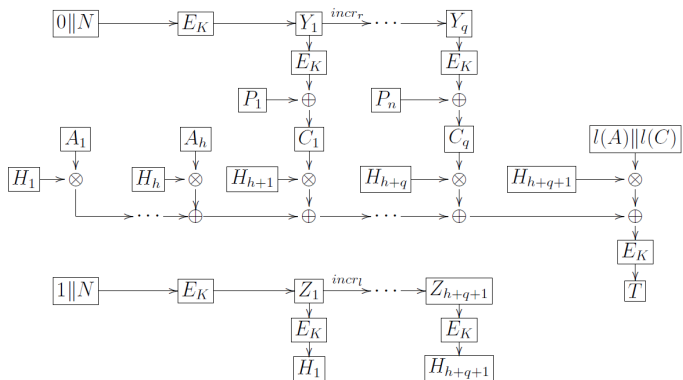 0∥N E_K Y_1 incr_r ··· Y_q
E_K E_K
P_1 ⊕ P_n ⊕
A_1 A_h C_1 C_q l(A)∥l(C)
H_1 ⊗ H_h ⊗ H_{h+1} ⊗ H_{h+q} ⊗ H_{h+q+1} ⊗
··· ⊕ ⊕ ··· ⊕ ⊕
E_K
1∥N E_K Z_1 incr_l ··· Z_{h+q+1} T
E_K E_K
H_1 H_{h+q+1}